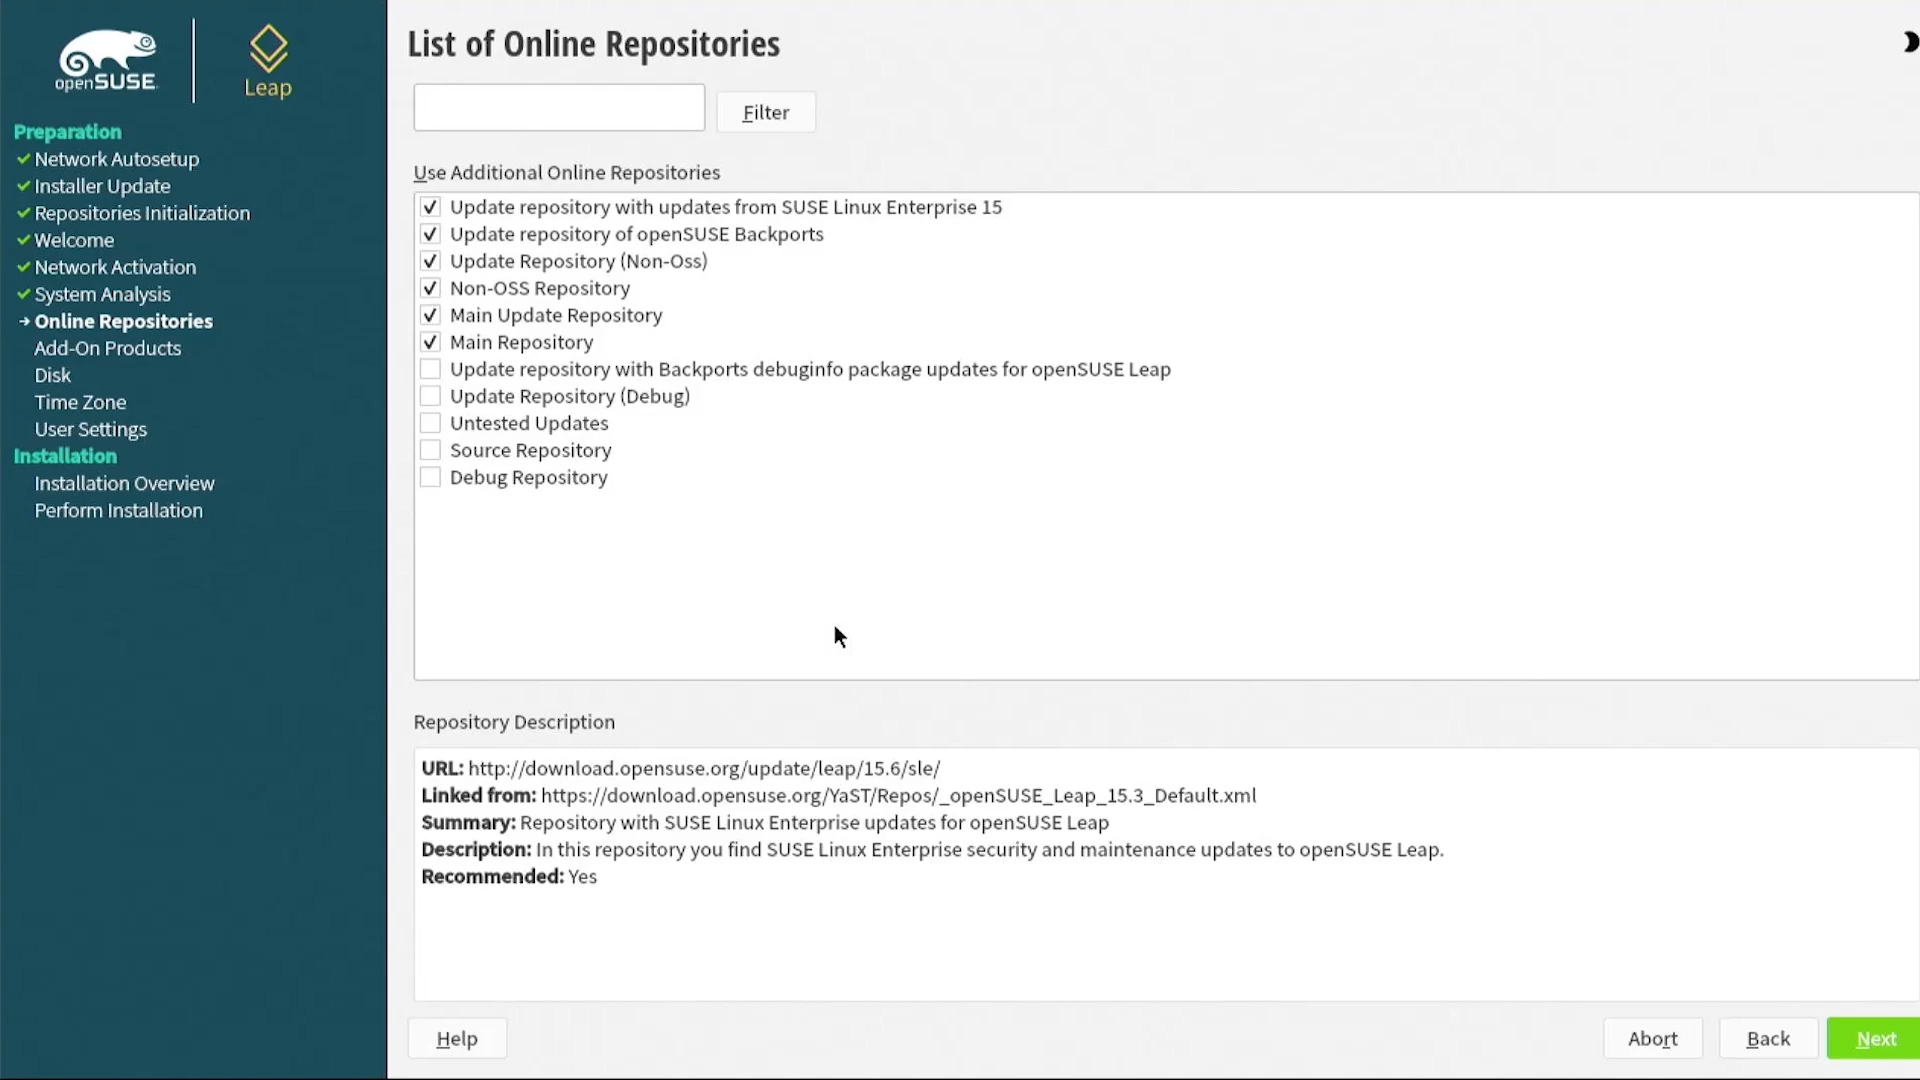 openSUSE
Leap
Preparation
Network Autosetup
Installer Update
Repositories Initialization
Welcome
Network Activation
System Analysis
Online Repositories
Add-On Products
Disk
Time Zone
User Settings
Installation
Installation Overview
Perform Installation
List of Online Repositories
Filter
Use Additional Online Repositories
Update repository with updates from SUSE Linux Enterprise 15
Update repository of openSUSE Backports
Update Repository (Non-Oss)
Non-OSS Repository
Main Update Repository
Main Repository
Update repository with Backports debuginfo package updates for openSUSE Leap
Update Repository (Debug)
Untested Updates
Source Repository
Debug Repository
Repository Description
URL: http://download.opensuse.org/update/leap/15.6/sle/
Linked from: https://download.opensuse.org/YaST/Repos/_openSUSE_Leap_15.3_Default.xml
Summary: Repository with SUSE Linux Enterprise updates for openSUSE Leap
Description: In this repository you find SUSE Linux Enterprise security and maintenance updates to openSUSE Leap.
Recommended: Yes
Help
Abort
Back
Next